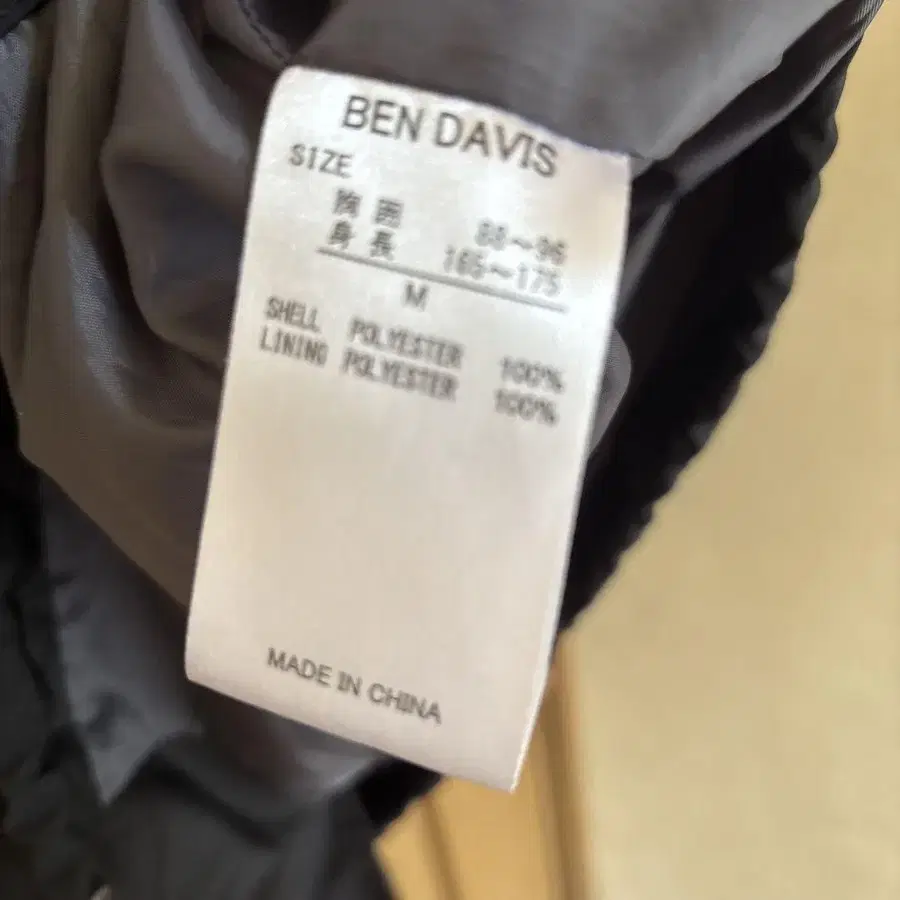 BEN DAVIS
SIZE
胸囲 88～96
身長 165～175
M
SHELL POLYESTER 100%
LINING POLYESTER 100%
MADE IN CHINA